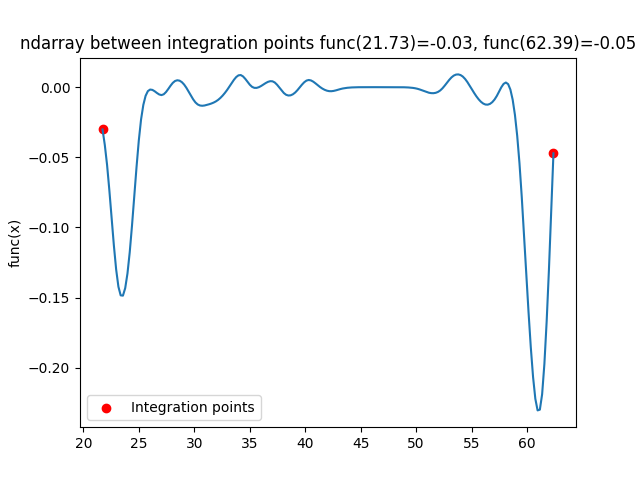 ndarray between integration points func(21.73)=-0.03, func(62.39)=-0.05
func(x)
0.00
−0.05
−0.10
−0.15
−0.20
Integration points
20 25 30 35 40 45 50 55 60